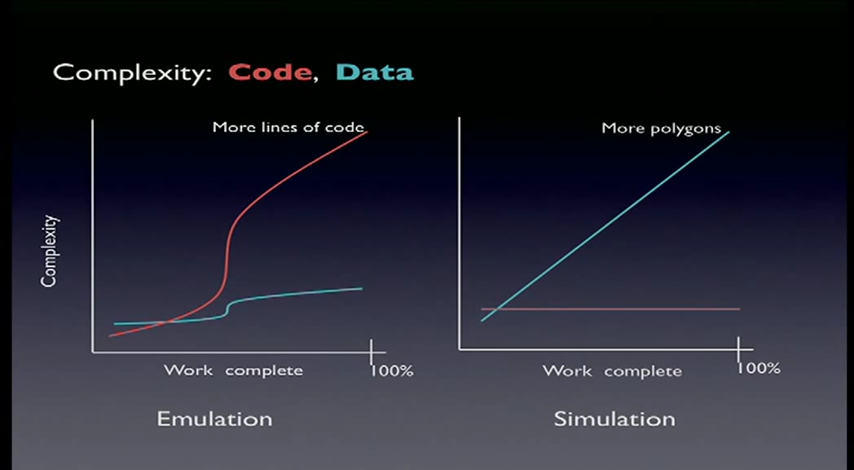 Complexity: Code, Data
More lines of code
More polygons
Complexity
Work complete
100%
Work complete
100%
Emulation
Simulation